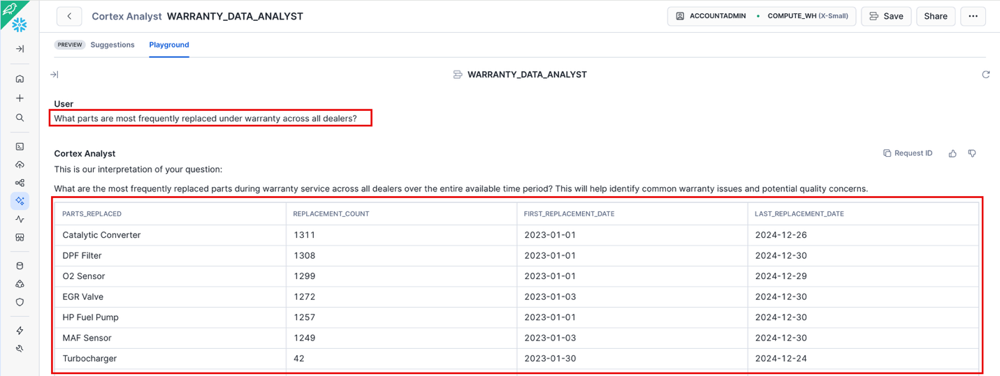 Cortex Analyst WARRANTY_DATA_ANALYST
ACCOUNTADMIN • COMPUTE_WH (X-Small)
Save
Share
PREVIEW Suggestions Playground
WARRANTY_DATA_ANALYST
User
What parts are most frequently replaced under warranty across all dealers?
Cortex Analyst
Request ID
This is our interpretation of your question:
What are the most frequently replaced parts during warranty service across all dealers over the entire available time period? This will help identify common warranty issues and potential quality concerns.
PARTS_REPLACED REPLACEMENT_COUNT FIRST_REPLACEMENT_DATE LAST_REPLACEMENT_DATE
Catalytic Converter 1311 2023-01-01 2024-12-26
DPF Filter 1308 2023-01-01 2024-12-30
O2 Sensor 1299 2023-01-01 2024-12-29
EGR Valve 1272 2023-01-03 2024-12-30
HP Fuel Pump 1257 2023-01-01 2024-12-30
MAF Sensor 1249 2023-01-03 2024-12-30
Turbocharger 42 2023-01-30 2024-12-24